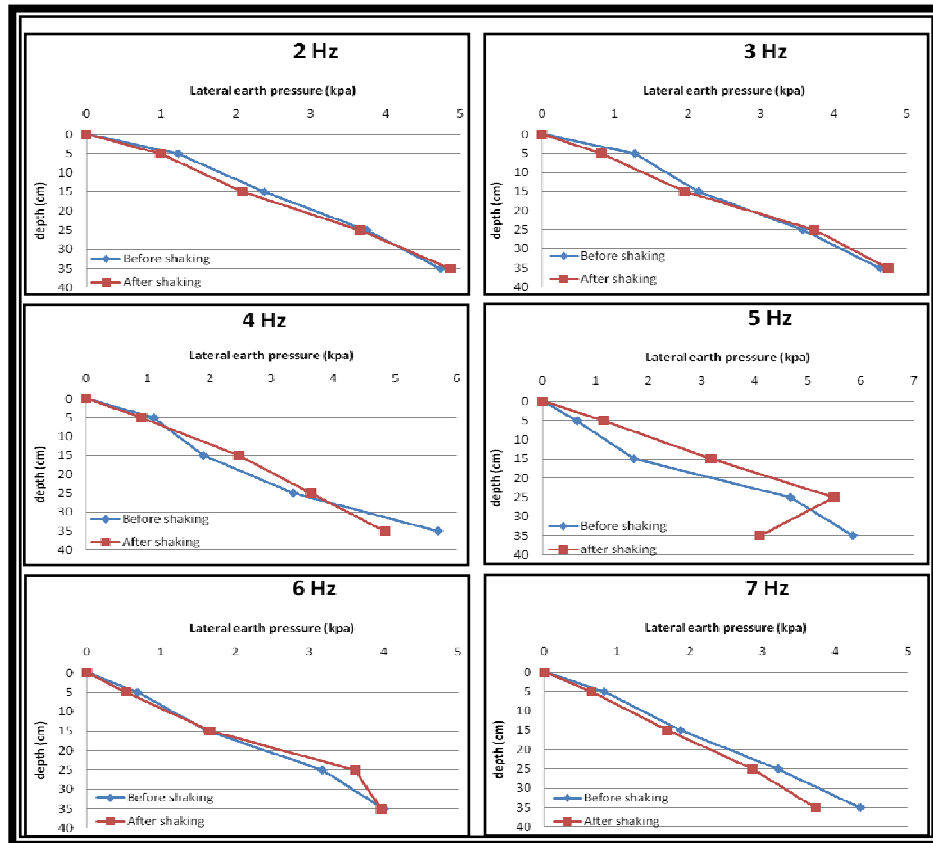 2 Hz
Lateral earth pressure (kpa)
0 1 2 3 4 5
depth (cm)
0
5
10
15
20
25
30
35
40
Before shaking
After shaking
3 Hz
Lateral earth pressure (kpa)
0 1 2 3 4 5
depth (cm)
0
5
10
15
20
25
30
35
40
Before shaking
After shaking
4 Hz
Lateral earth pressure (kpa)
0 1 2 3 4 5 6
depth (cm)
0
5
10
15
20
25
30
35
40
Before shaking
After shaking
5 Hz
Lateral earth pressure (kpa)
0 1 2 3 4 5 6 7
depth (cm)
0
5
10
15
20
25
30
35
40
Before shaking
after shaking
6 Hz
Lateral earth pressure (kpa)
0 1 2 3 4 5
depth (cm)
0
5
10
15
20
25
30
35
40
Before shaking
After shaking
7 Hz
Lateral earth pressure (kpa)
0 1 2 3 4 5
depth (cm)
0
5
10
15
20
25
30
35
40
Before shaking
After shaking